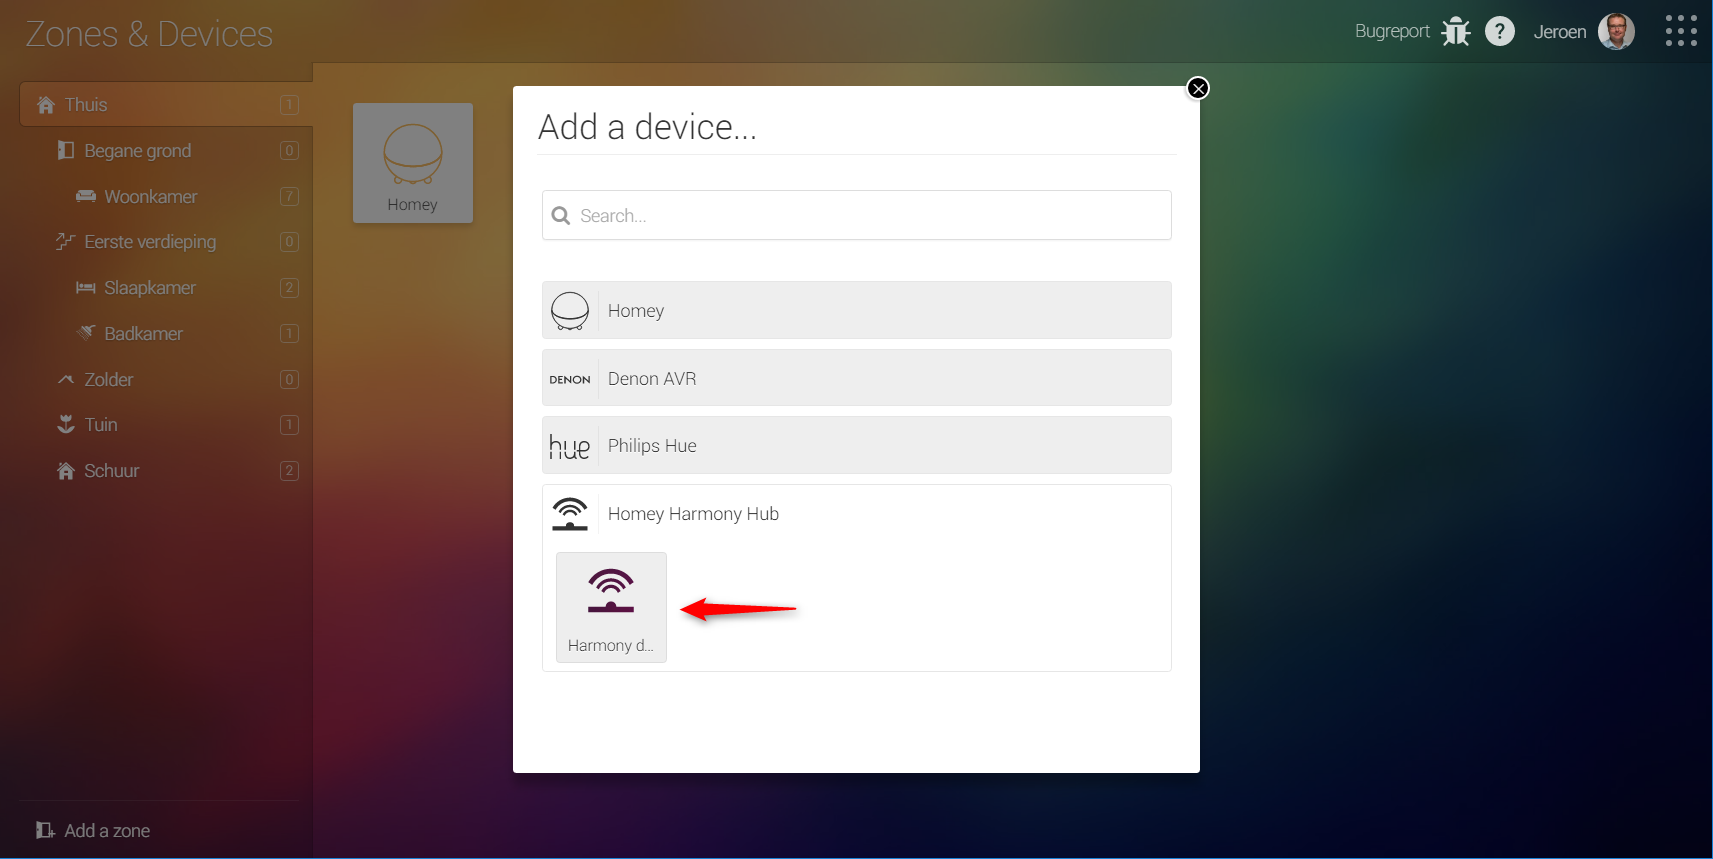 Zones & Devices
Bugreport
?
Jeroen
Thuis 1
Begane grond 0
Woonkamer 7
Eerste verdieping 0
Slaapkamer 2
Badkamer 1
Zolder 0
Tuin 1
Schuur 2
Add a zone
Homey
Add a device...
Search...
Homey
DENON Denon AVR
hue Philips Hue
Homey Harmony Hub
Harmony d...